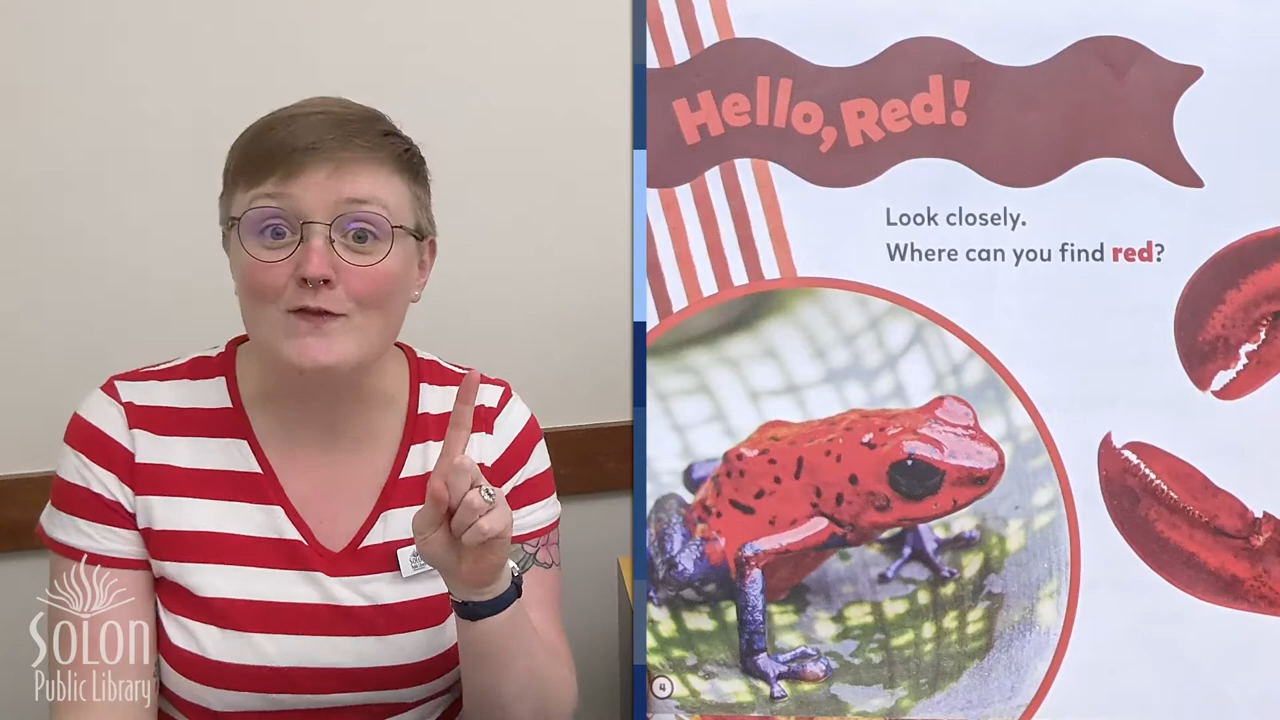 Hello, Red!
Look closely.
Where can you find red?
4
SOLON
Public Library